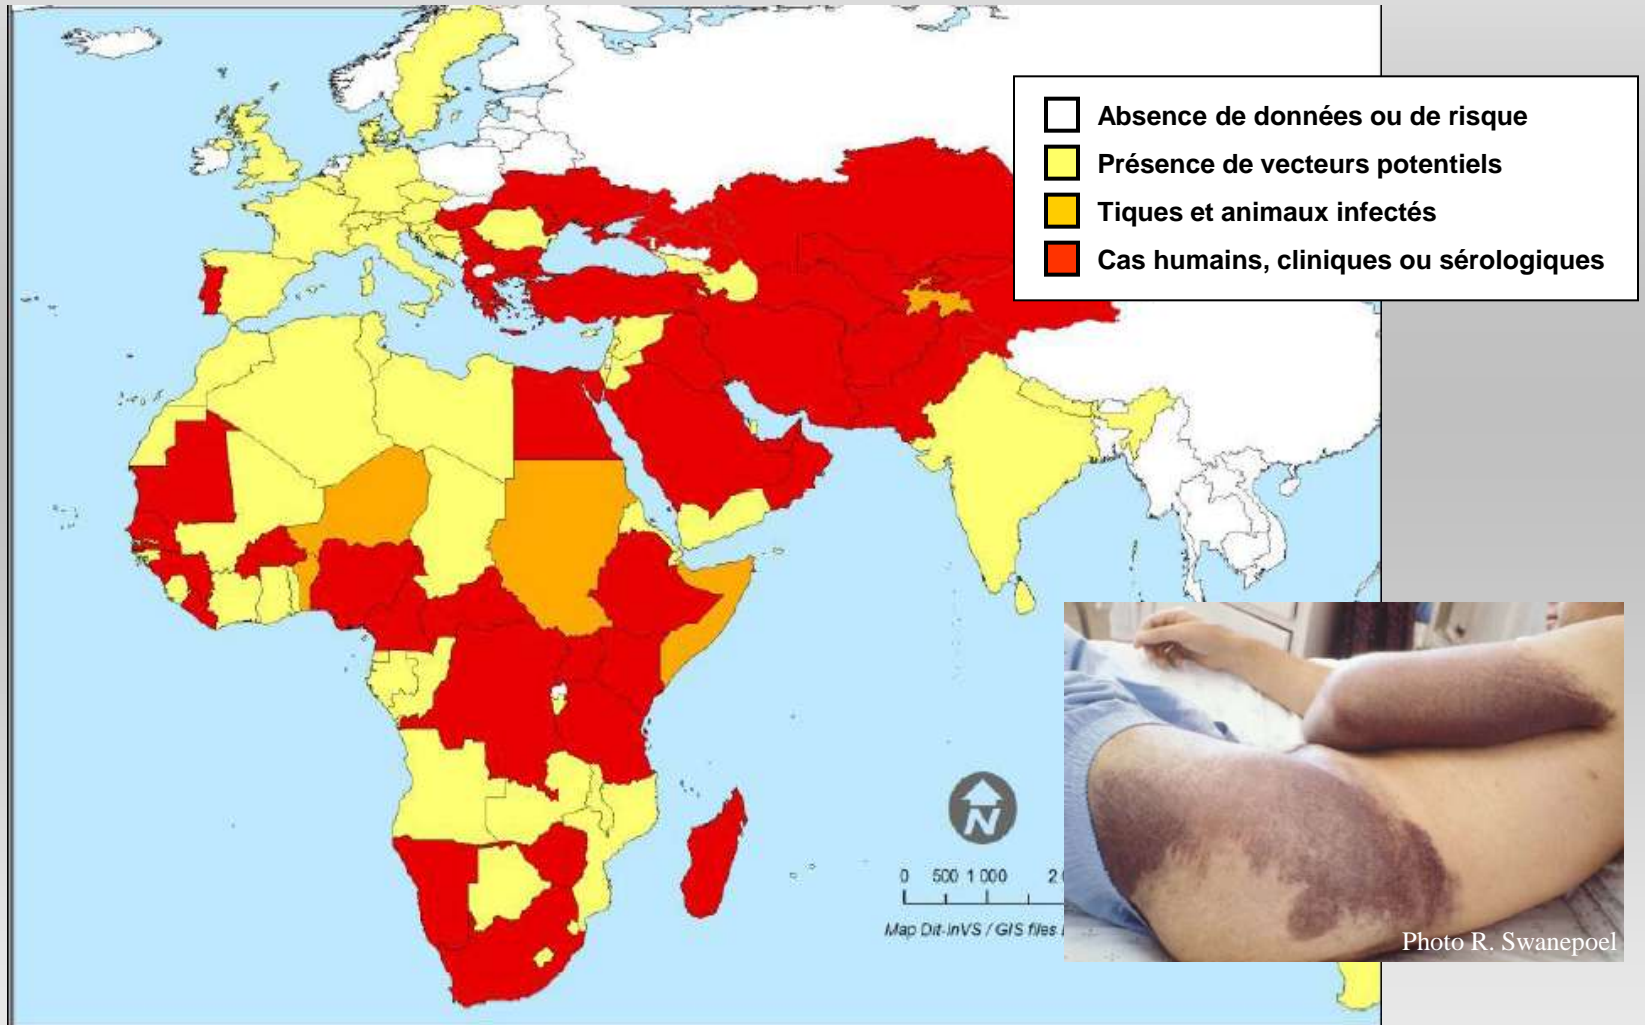 Absence de données ou de risque
Présence de vecteurs potentiels
Tiques et animaux infectés
Cas humains, cliniques ou sérologiques
N
0 500 1 000 2
Map Dit-InVS / GIS files
Photo R. Swanepoel